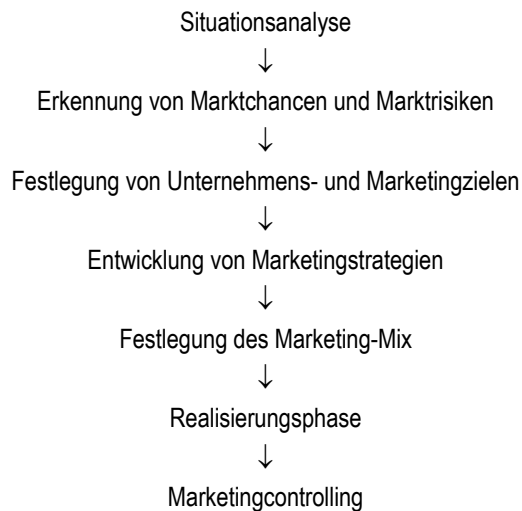 Situationsanalyse
↓
Erkennung von Marktchancen und Marktrisiken
↓
Festlegung von Unternehmens- und Marketingzielen
↓
Entwicklung von Marketingstrategien
↓
Festlegung des Marketing-Mix
↓
Realisierungsphase
↓
Marketingcontrolling